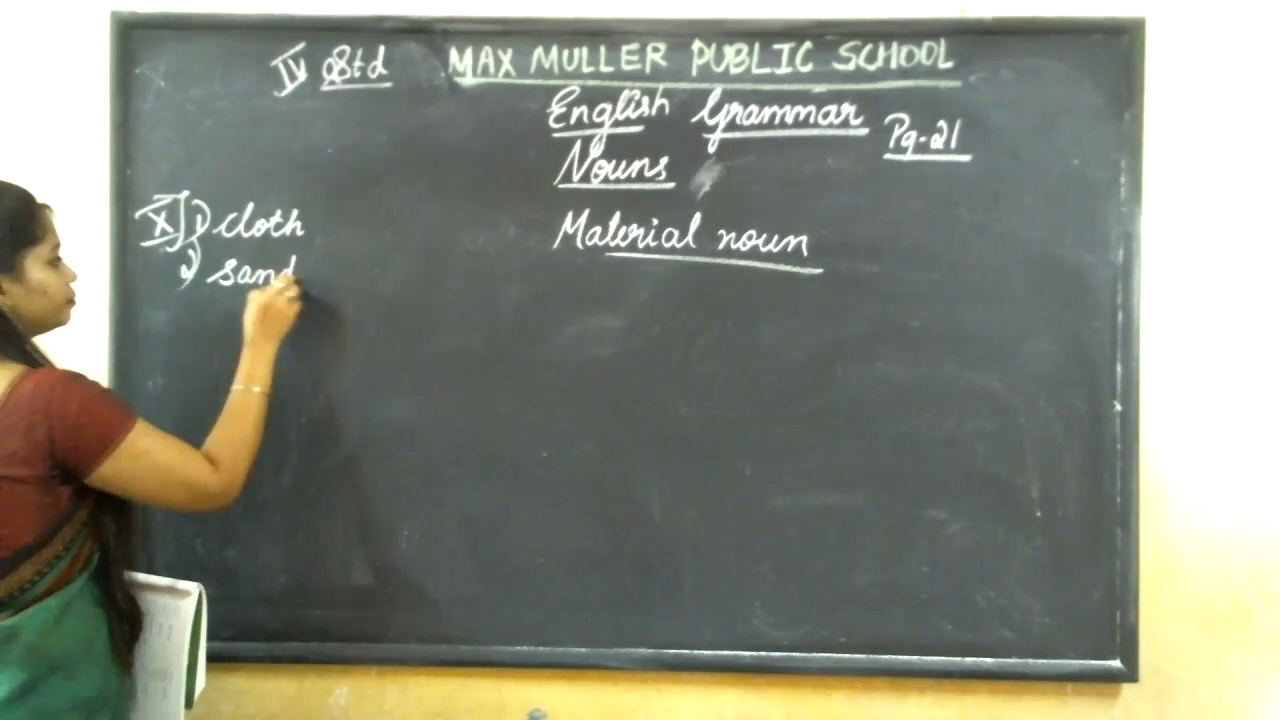 IV Std MAX MULLER PUBLIC SCHOOL
English Grammar Pg-21
Nouns
Material noun
X] 1) cloth
2) sand